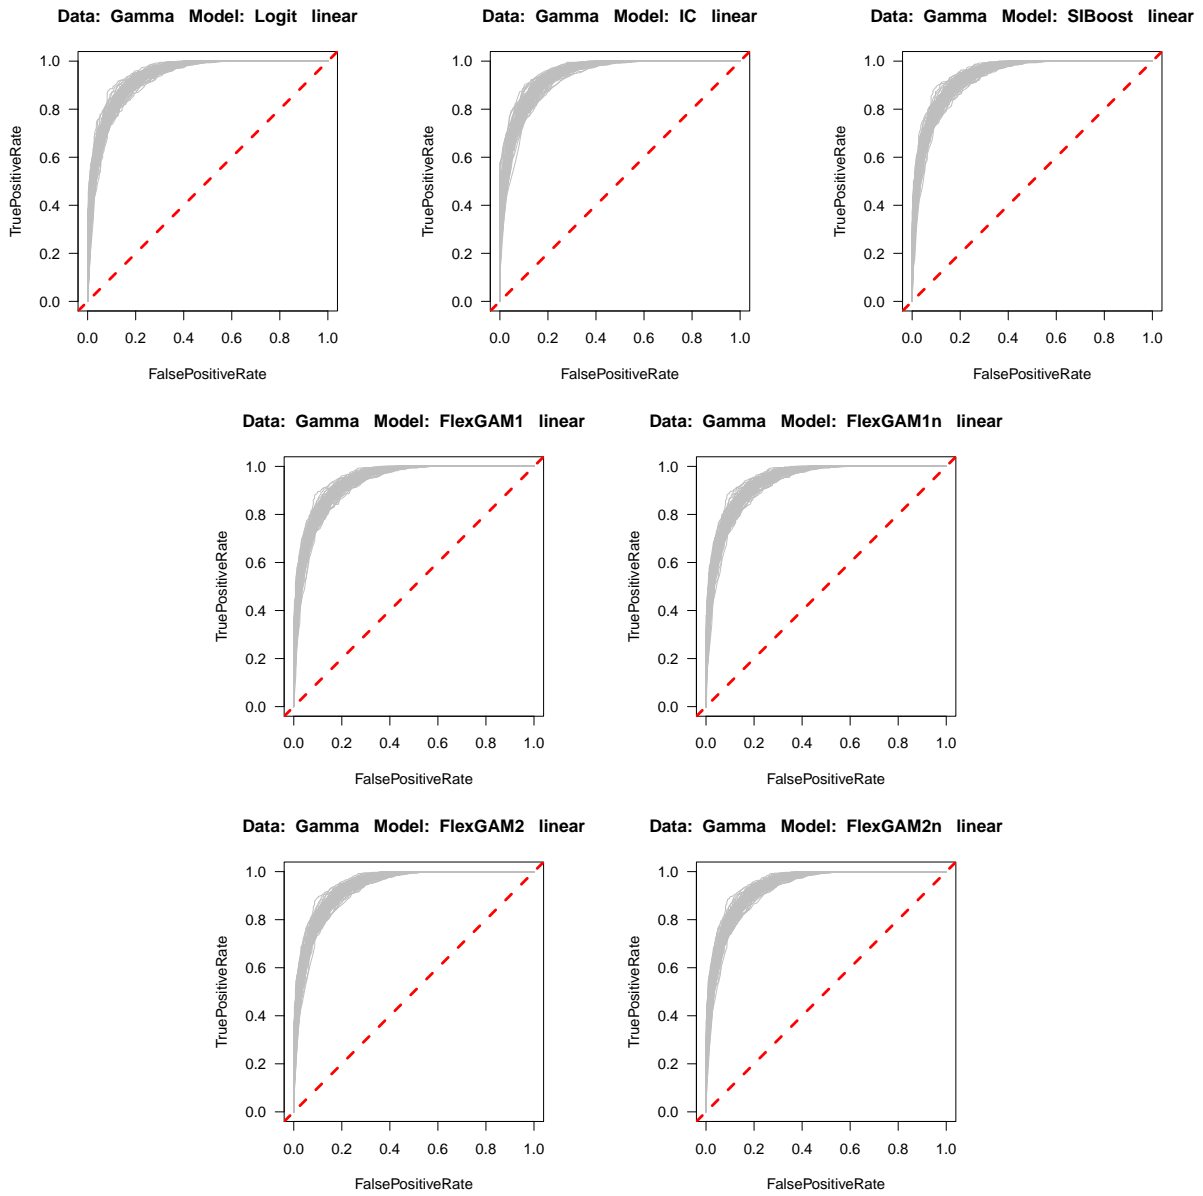 Data: Gamma Model: Logit linear
TruePositiveRate
1.0
0.8
0.6
0.4
0.2
0.0
0.0 0.2 0.4 0.6 0.8 1.0
FalsePositiveRate
Data: Gamma Model: IC linear
TruePositiveRate
1.0
0.8
0.6
0.4
0.2
0.0
0.0 0.2 0.4 0.6 0.8 1.0
FalsePositiveRate
Data: Gamma Model: SIBoost linear
TruePositiveRate
1.0
0.8
0.6
0.4
0.2
0.0
0.0 0.2 0.4 0.6 0.8 1.0
FalsePositiveRate
Data: Gamma Model: FlexGAM1 linear
TruePositiveRate
1.0
0.8
0.6
0.4
0.2
0.0
0.0 0.2 0.4 0.6 0.8 1.0
FalsePositiveRate
Data: Gamma Model: FlexGAM1n linear
TruePositiveRate
1.0
0.8
0.6
0.4
0.2
0.0
0.0 0.2 0.4 0.6 0.8 1.0
FalsePositiveRate
Data: Gamma Model: FlexGAM2 linear
TruePositiveRate
1.0
0.8
0.6
0.4
0.2
0.0
0.0 0.2 0.4 0.6 0.8 1.0
FalsePositiveRate
Data: Gamma Model: FlexGAM2n linear
TruePositiveRate
1.0
0.8
0.6
0.4
0.2
0.0
0.0 0.2 0.4 0.6 0.8 1.0
FalsePositiveRate